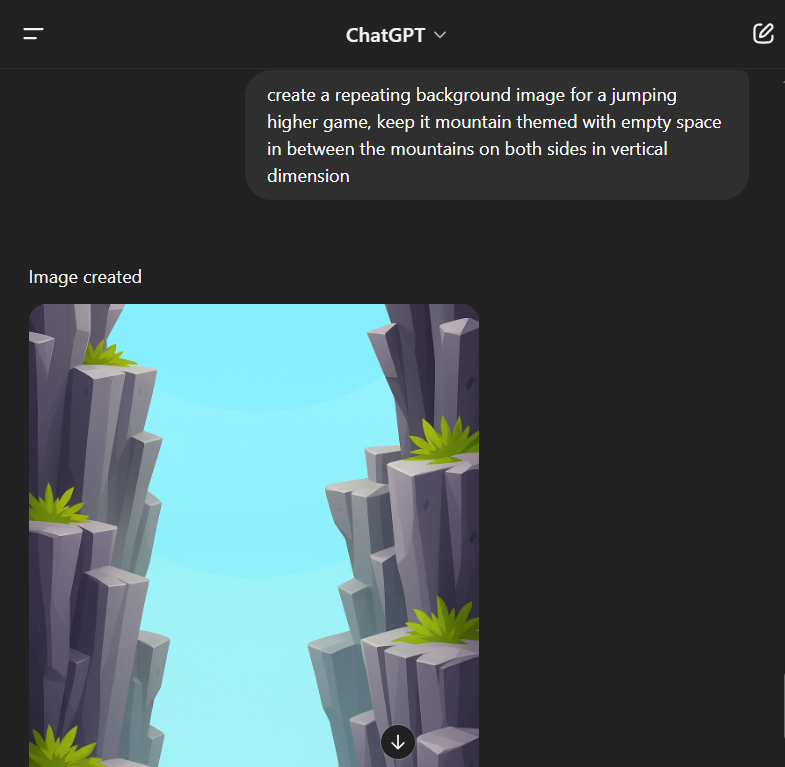 ChatGPT
create a repeating background image for a jumping
higher game, keep it mountain themed with empty space
in between the mountains on both sides in vertical
dimension
Image created